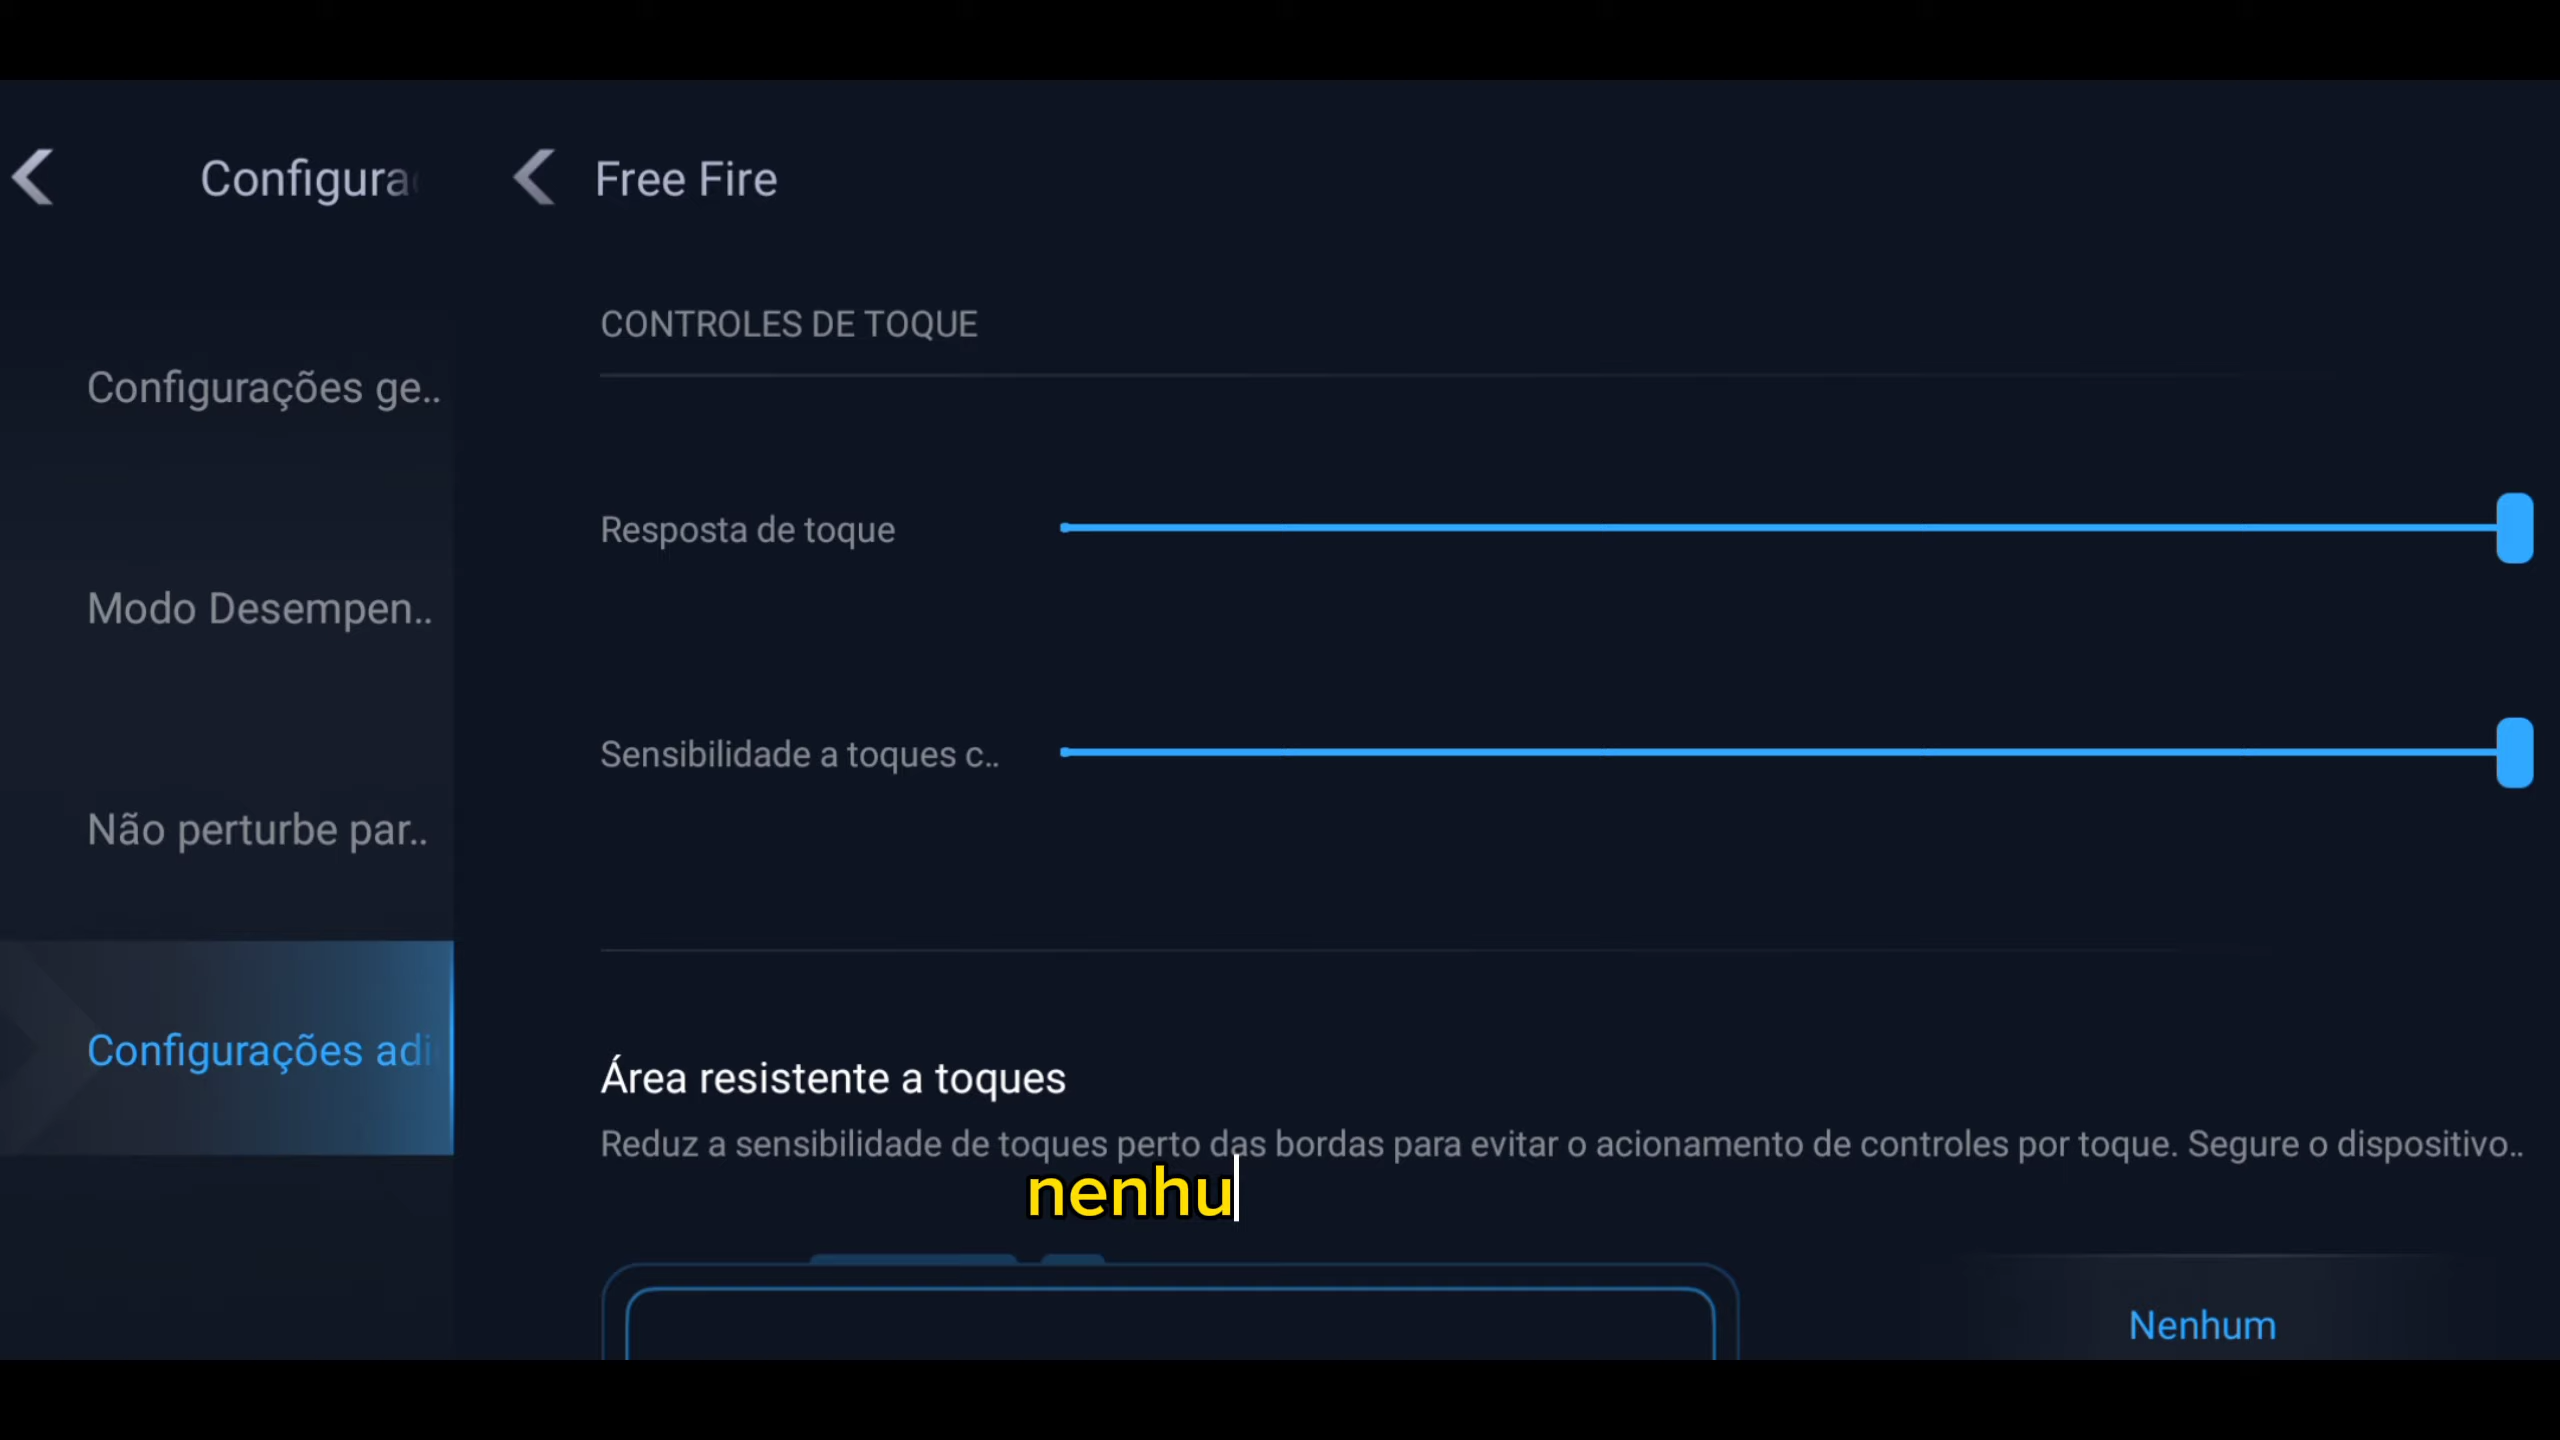 Configura
Free Fire
CONTROLES DE TOQUE
Configurações ge..
Resposta de toque
Modo Desempen..
Sensibilidade a toques c..
Não perturbe par..
Configurações adi
Área resistente a toques
Reduz a sensibilidade de toques perto das bordas para evitar o acionamento de controles por toque. Segure o dispositivo..
nenhu
Nenhum